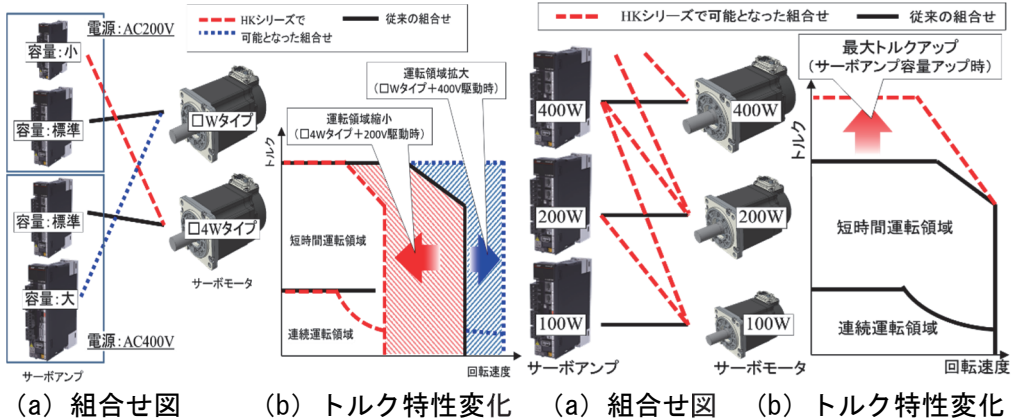 電源：AC200V
容量：小
容量：標準
□Wタイプ
容量：標準
□4Wタイプ
容量：大
サーボモータ
電源：AC400V
サーボアンプ
(a) 組合せ図
HKシリーズで
可能となった組合せ
従来の組合せ
運転領域拡大
(□Wタイプ＋400V駆動時)
運転領域縮小
(□4Wタイプ＋200V駆動時)
トルク
短時間運転領域
連続運転領域
回転速度
(b) トルク特性変化
HKシリーズで可能となった組合せ
従来の組合せ
400W
400W
200W
200W
100W
100W
サーボアンプ
サーボモータ
(a) 組合せ図
最大トルクアップ
(サーボアンプ容量アップ時)
トルク
短時間運転領域
連続運転領域
回転速度
(b) トルク特性変化